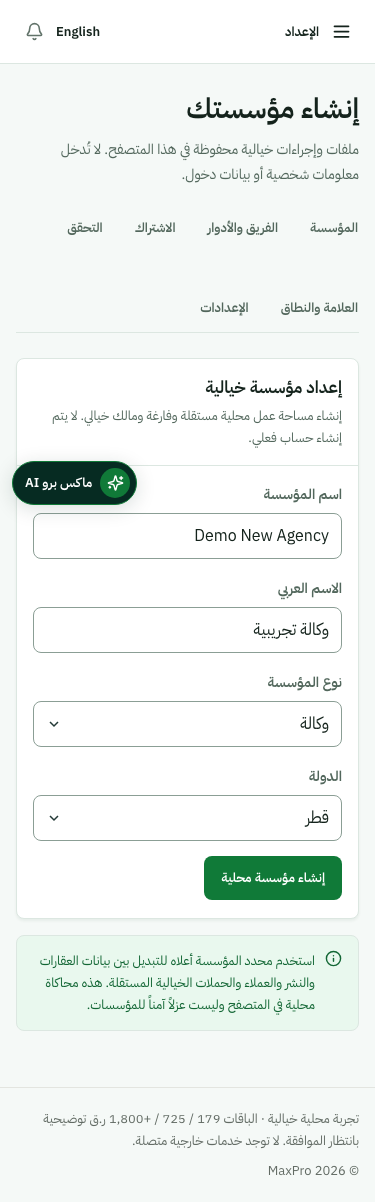 الإعداد
English
إنشاء مؤسستك
ملفات وإجراءات خيالية محفوظة في هذا المتصفح. لا تُدخل
معلومات شخصية أو بيانات دخول.
المؤسسة
الفريق والأدوار
الاشتراك
التحقق
العلامة والنطاق
الإعدادات
إعداد مؤسسة خيالية
إنشاء مساحة عمل محلية مستقلة وفارغة ومالك خيالي. لا يتم
إنشاء حساب فعلي.
ماكس برو AI
اسم المؤسسة
Demo New Agency
الاسم العربي
وكالة تجريبية
نوع المؤسسة
وكالة
الدولة
قطر
إنشاء مؤسسة محلية
استخدم محدد المؤسسة أعلاه للتبديل بين بيانات العقارات
والنشر والعملاء والحملات الخيالية المستقلة. هذه محاكاة
محلية في المتصفح وليست عزلاً آمناً للمؤسسات.
تجربة محلية خيالية · الباقات 179 / 725 / +1,800 ر.ق توضيحية
بانتظار الموافقة. لا توجد خدمات خارجية متصلة.
© 2026 MaxPro